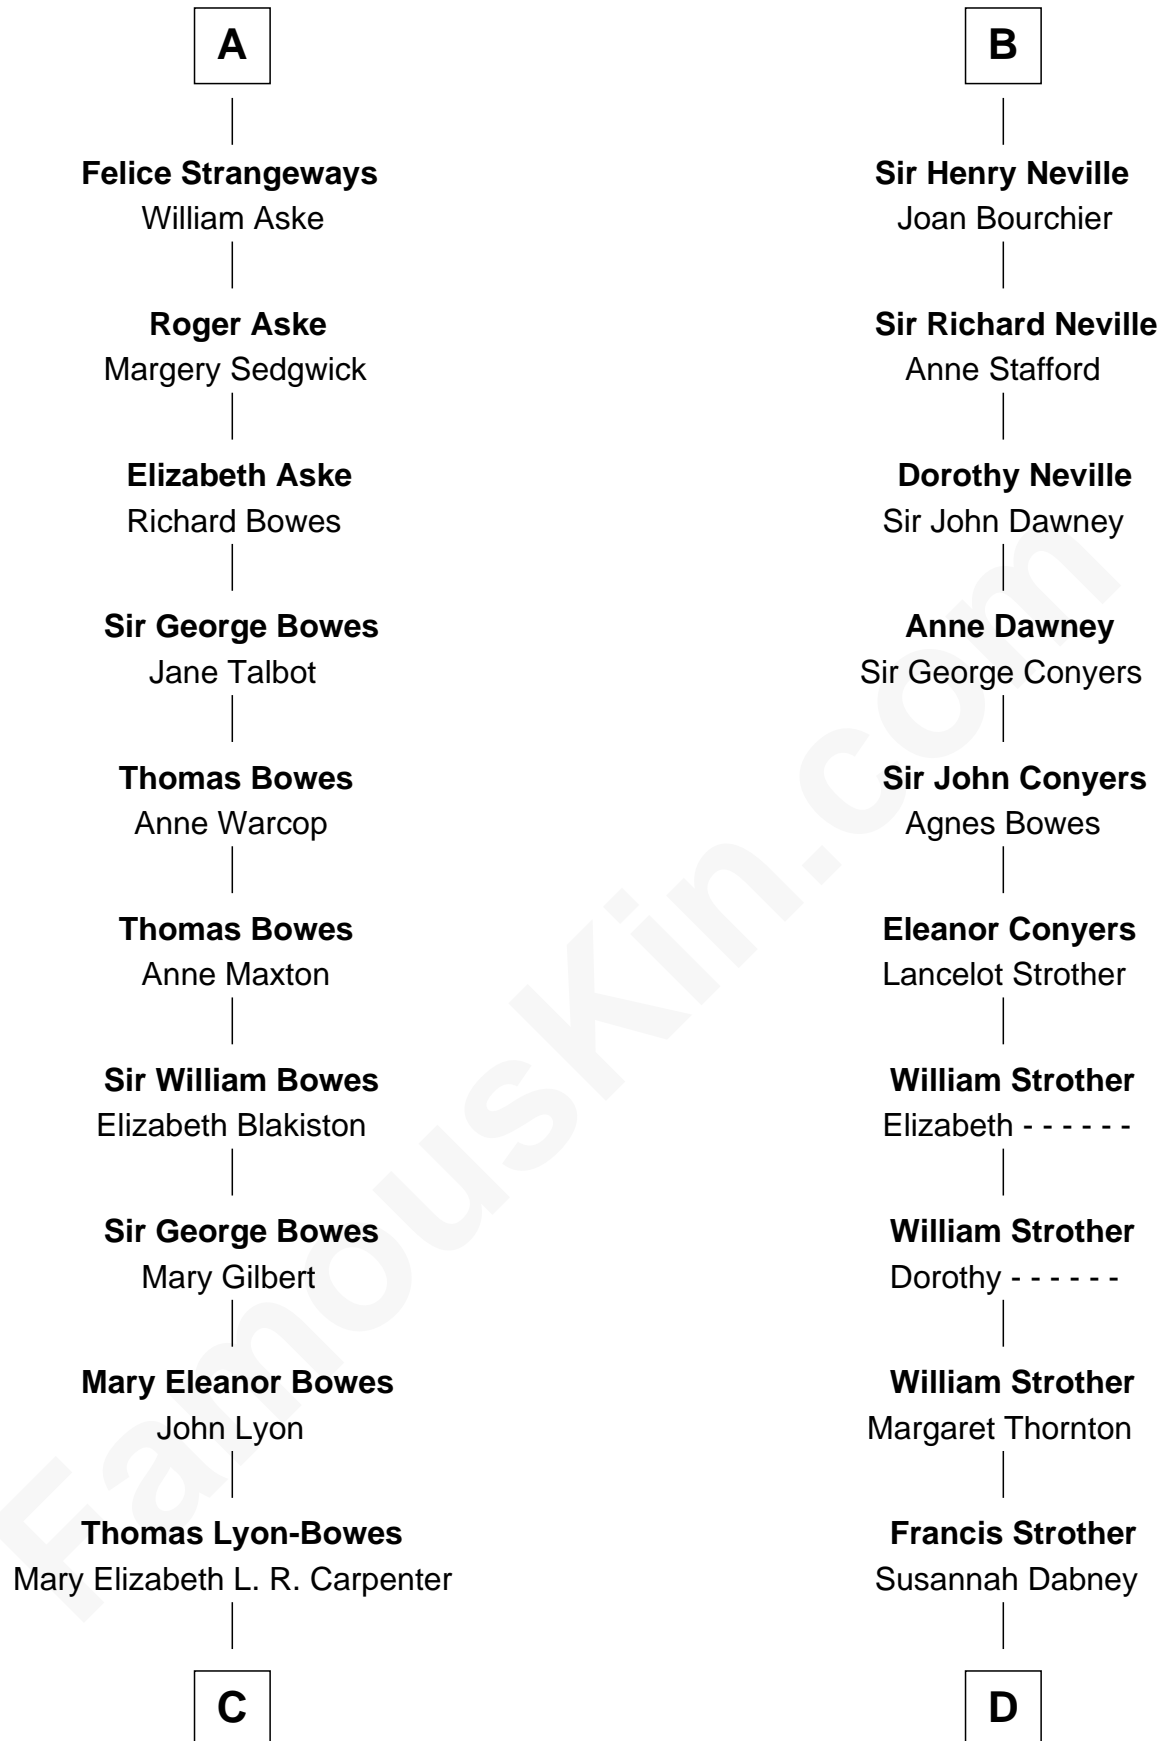 A
Felice Strangeways
William Aske
Roger Aske
Margery Sedgwick
Elizabeth Aske
Richard Bowes
Sir George Bowes
Jane Talbot
Thomas Bowes
Anne Warcop
Thomas Bowes
Anne Maxton
Sir William Bowes
Elizabeth Blakiston
Sir George Bowes
Mary Gilbert
Mary Eleanor Bowes
John Lyon
Thomas Lyon-Bowes
Mary Elizabeth L. R. Carpenter
C
B
Sir Henry Neville
Joan Bourchier
Sir Richard Neville
Anne Stafford
Dorothy Neville
Sir John Dawney
Anne Dawney
Sir George Conyers
Sir John Conyers
Agnes Bowes
Eleanor Conyers
Lancelot Strother
William Strother
Elizabeth - - - - - -
William Strother
Dorothy - - - - - -
William Strother
Margaret Thornton
Francis Strother
Susannah Dabney
D
FamousKin.com